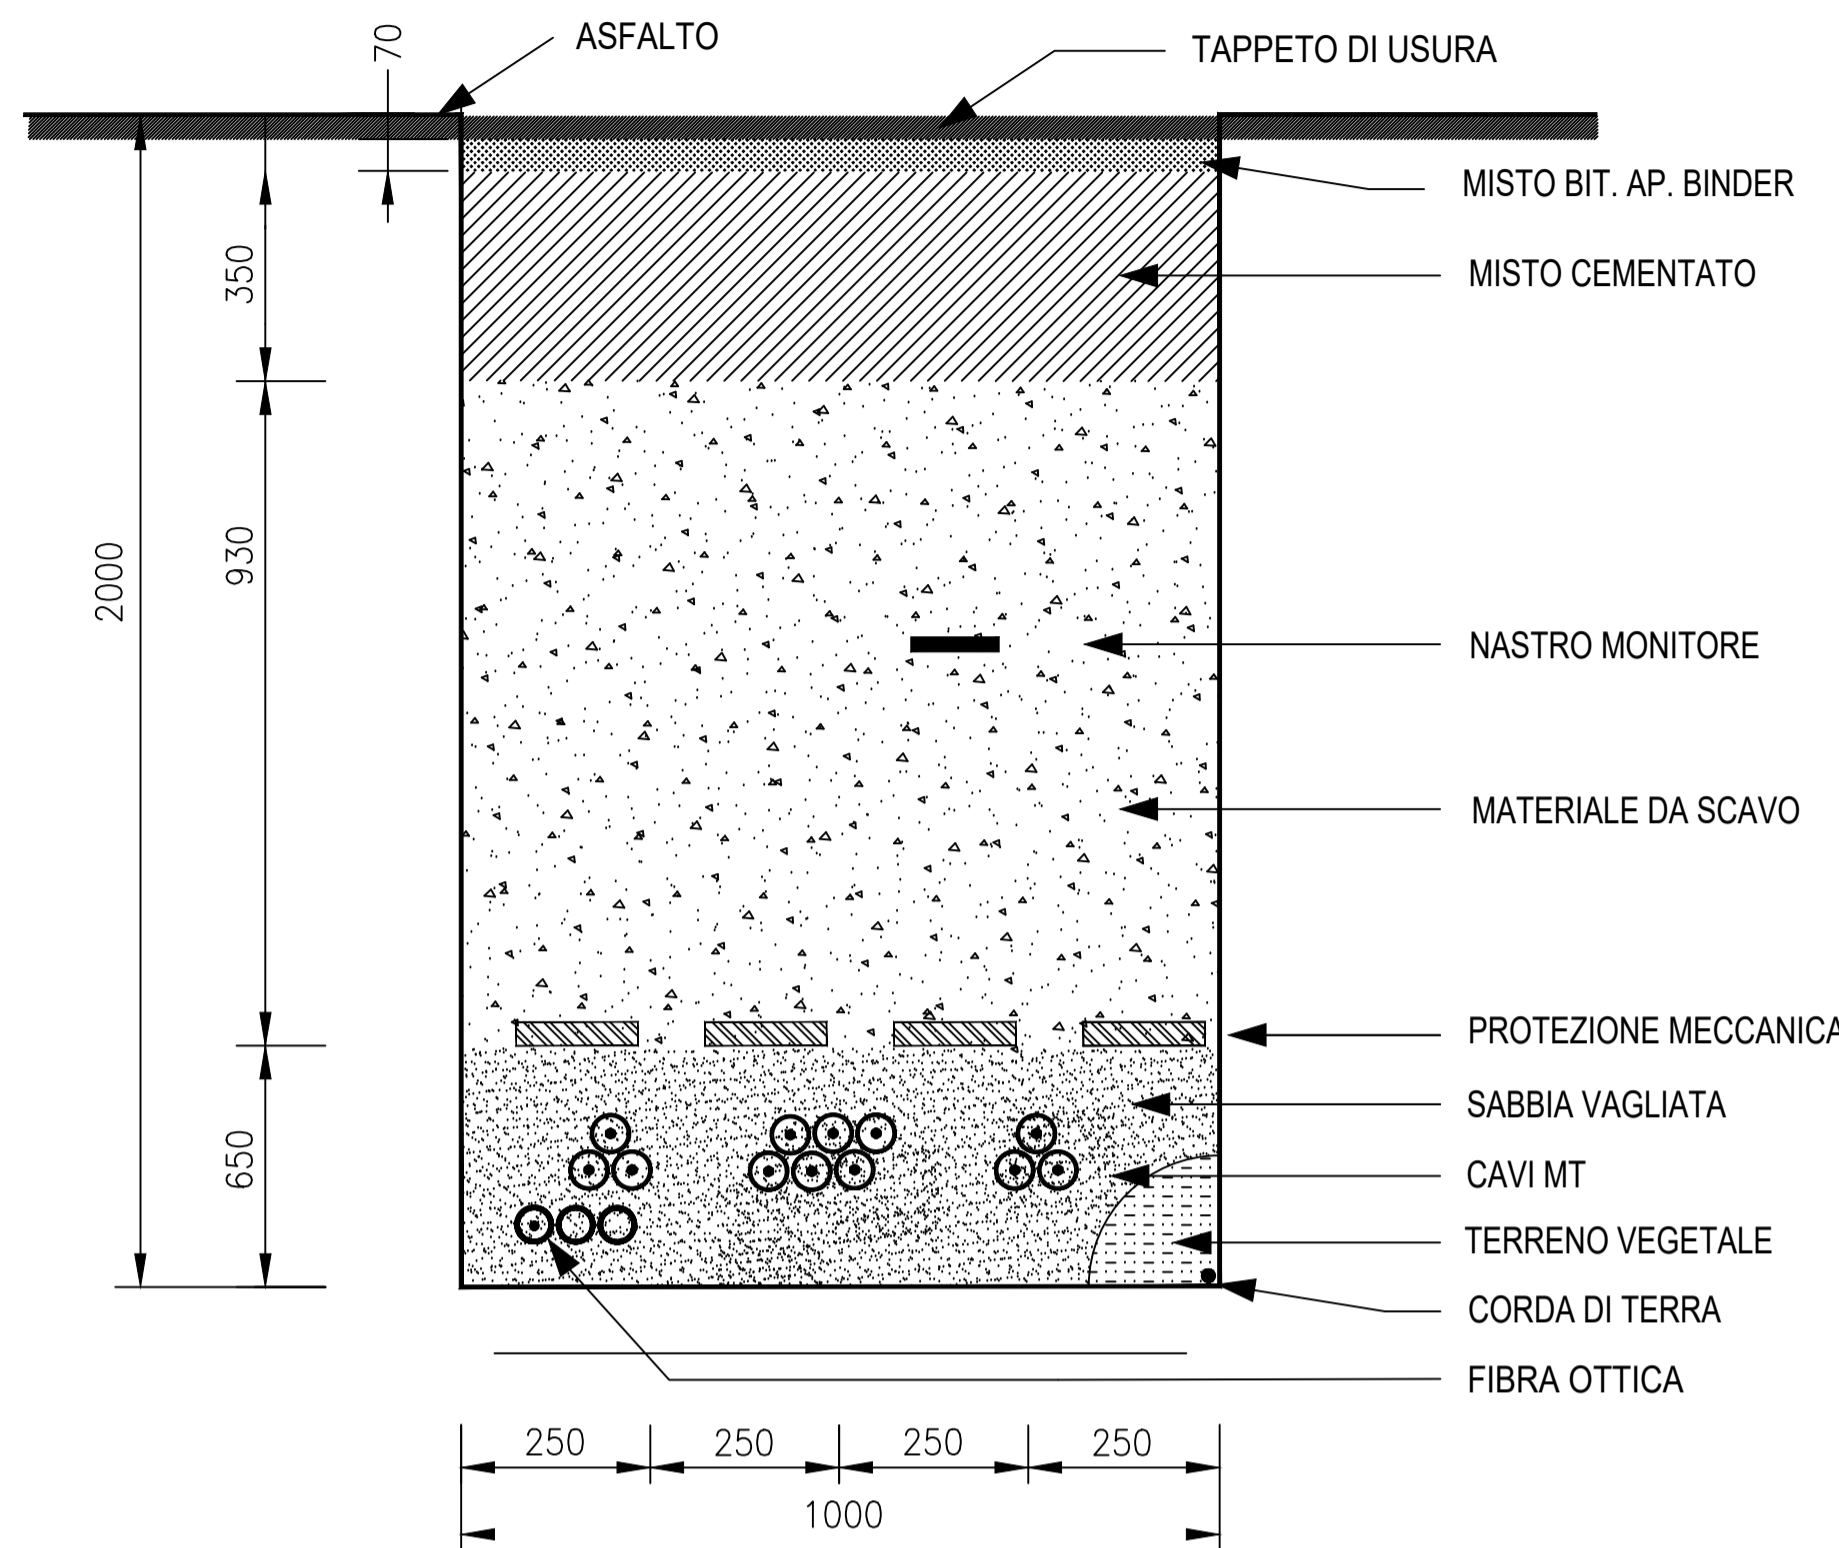 70
ASFALTO
TAPPETO DI USURA
MISTO BIT. AP. BINDER
350
MISTO CEMENTATO
2000
930
NASTRO MONITORE
MATERIALE DA SCAVO
PROTEZIONE MECCANICA
SABBIA VAGLIATA
650
CAVI MT
TERRENO VEGETALE
CORDA DI TERRA
FIBRA OTTICA
250 250 250 250
1000